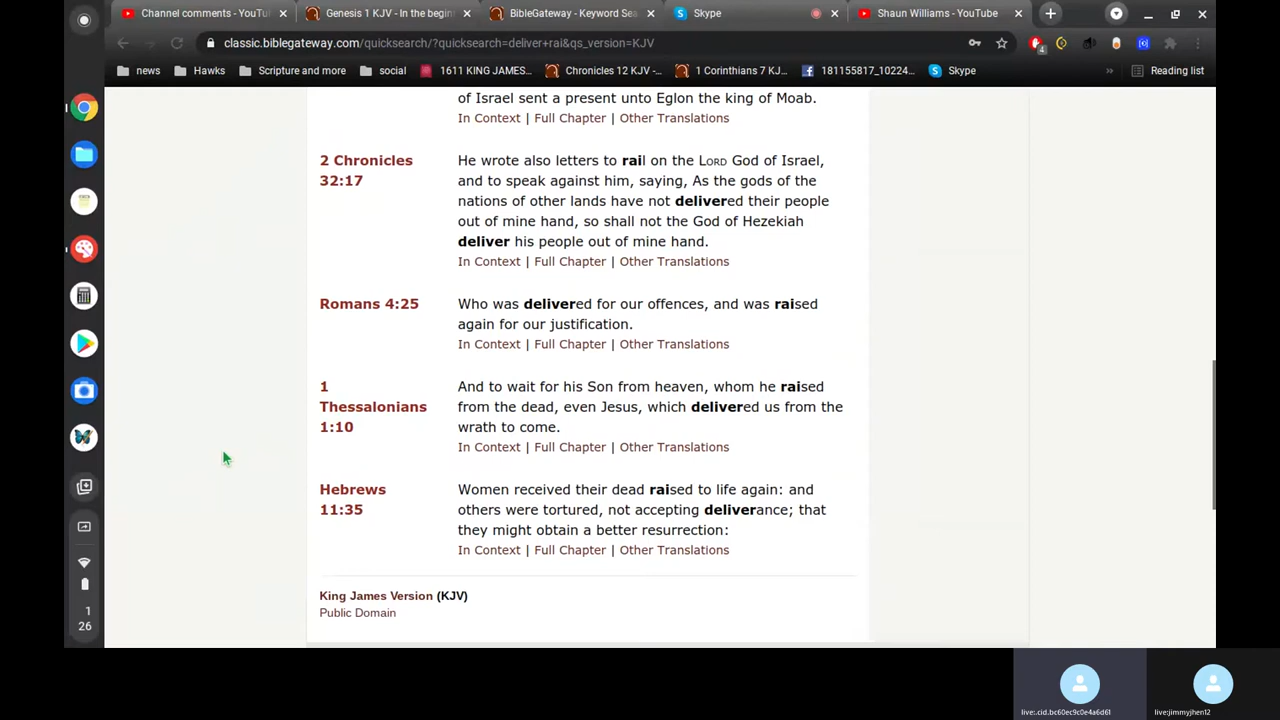 Channel comments - YouTu
Genesis 1 KJV - In the beginn
BibleGateway - Keyword Sea
Skype
Shaun Williams - YouTube
classic.biblegateway.com/quicksearch/?quicksearch=deliver+rai&qs_version=KJV
4
news
Hawks
Scripture and more
social
1611 KING JAMES...
Chronicles 12 KJV -...
1 Corinthians 7 KJ...
181155817_10224...
Skype
»
Reading list
of Israel sent a present unto Eglon the king of Moab.
In Context | Full Chapter | Other Translations
2 Chronicles
32:17
He wrote also letters to rail on the LORD God of Israel,
and to speak against him, saying, As the gods of the
nations of other lands have not delivered their people
out of mine hand, so shall not the God of Hezekiah
deliver his people out of mine hand.
In Context | Full Chapter | Other Translations
Romans 4:25
Who was delivered for our offences, and was raised
again for our justification.
In Context | Full Chapter | Other Translations
1
Thessalonians
1:10
And to wait for his Son from heaven, whom he raised
from the dead, even Jesus, which delivered us from the
wrath to come.
In Context | Full Chapter | Other Translations
Hebrews
11:35
Women received their dead raised to life again: and
others were tortured, not accepting deliverance; that
they might obtain a better resurrection:
In Context | Full Chapter | Other Translations
King James Version (KJV)
Public Domain
1
26
live:.cid.bc60ec9c0e4a6d61
live:jimmyjhen12